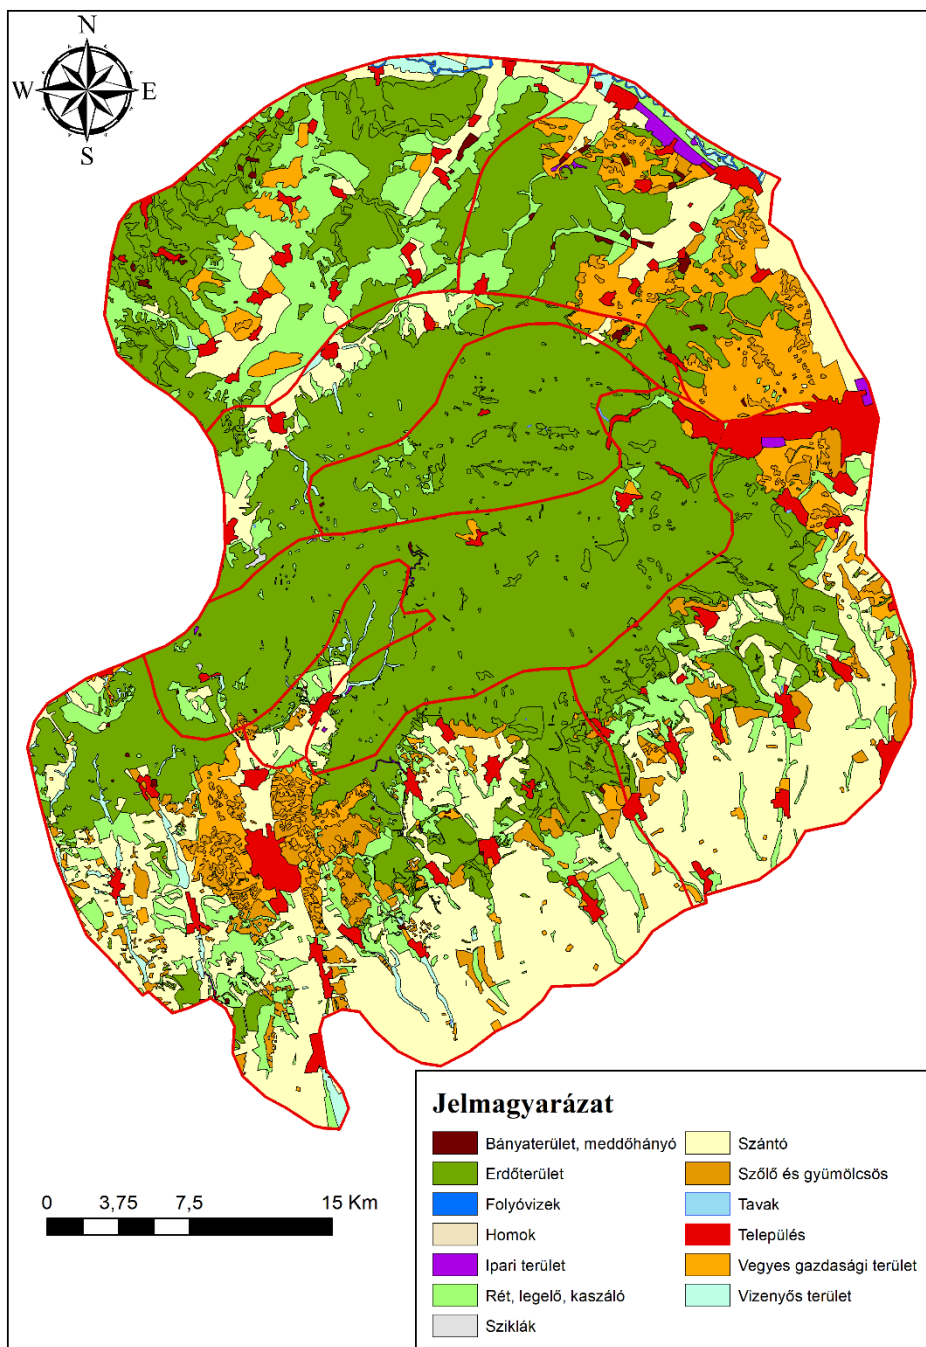 N
W E
S
Jelmagyarázat
Bányaterület, meddőhányó
Erdőterület
Folyóvizek
Homok
Ipari terület
Rét, legelő, kaszáló
Sziklák
Szántó
Szőlő és gyümölcsös
Tavak
Település
Vegyes gazdasági terület
Vizenyős terület
0 3,75 7,5 15 Km